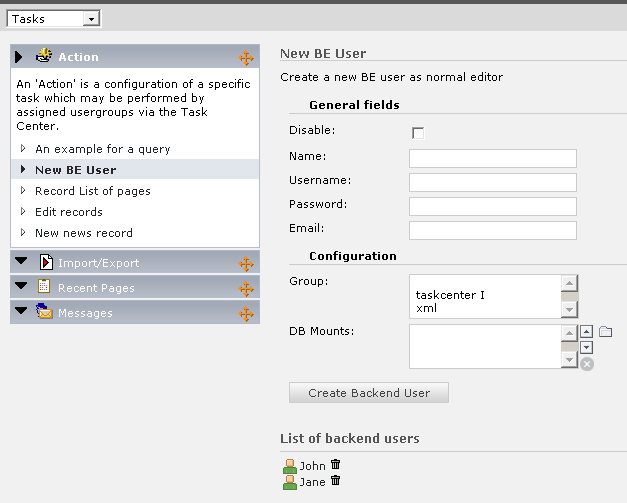 Tasks
Action
An 'Action' is a configuration of a specific
task which may be performed by
assigned usergroups via the Task
Center.
An example for a query
New BE User
Record List of pages
Edit records
New news record
Import/Export
Recent Pages
Messages
New BE User
Create a new BE user as normal editor
General fields
Disable:
Name:
Username:
Password:
Email:
Configuration
Group:
taskcenter I
xml
DB Mounts:
Create Backend User
List of backend users
John
Jane